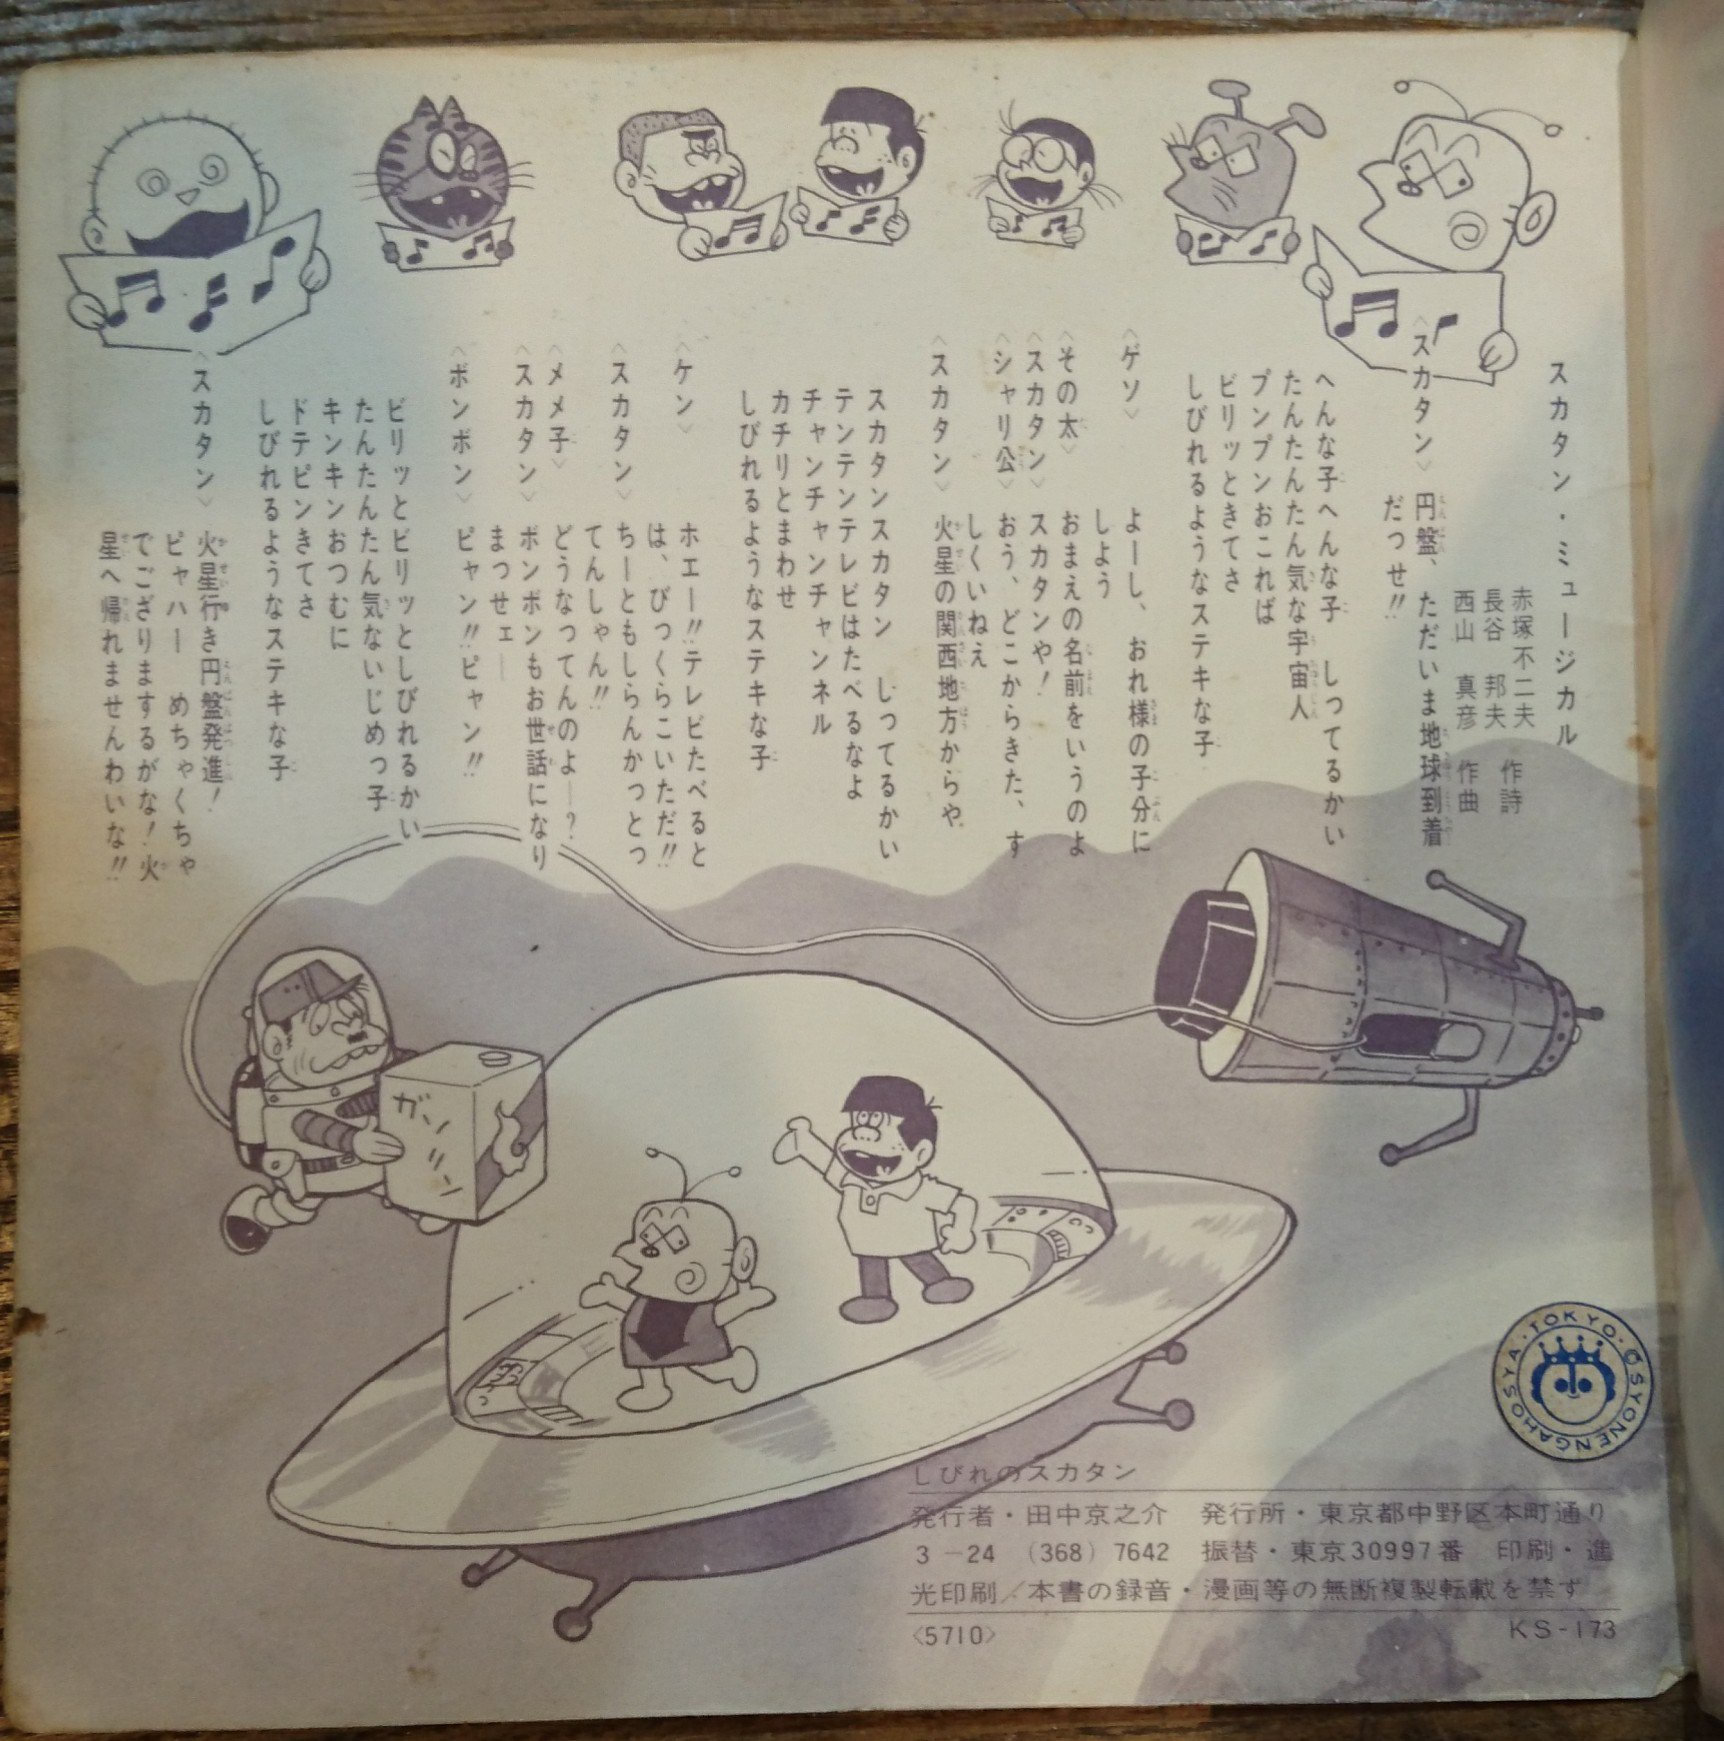 スカタン・ミュージカル
赤塚不二夫 作詩
長谷 邦夫
西山 真彦 作曲
〈スカタン〉 円盤、ただいま地球到着
だっせ!!
へんな子へんな子 しってるかい
たんたんたんたん気な宇宙人
プンプンおこれば
ビリッときてさ
しびれるようなステキな子
〈ゲソ〉 よーし、おれ様の子分に
しよう
〈その太〉 おまえの名前をいうのよ
〈スカタン〉 スカタンや!
〈シャリ公〉 おう、どこからきた、す
しくいねえ
〈スカタン〉 火星の関西地方からや
スカタンスカタン しってるかい
テンテンテレビはたべるなよ
チャンチャンチャンネル
カチリとまわせ
しびれるようなステキな子
〈ケン〉 ホエー!!テレビたべると
は、びっくらこいただ!!
〈スカタン〉 ちーともしらんかっとっ
てんしゃん!!
〈メメ子〉 どうなってんのよー?
〈スカタン〉 ボンボンもお世話になり
まっせェー
〈ボンボン〉 ピャン!!ピャン!!
ビリッとビリッとしびれるかい
たんたんたん気ないじめっ子
キンキンおつむに
ドテピンきてさ
しびれるようなステキな子
〈スカタン〉 火星行き円盤発進!
ピャハー めちゃくちゃ
でござりまするがな!火
星へ帰れませんわいな!!
ガソリン
TOKYO・OSYONENGAHOSYA・
しびれのスカタン
発行者・田中京之介 発行所・東京都中野区本町通り
3-24 (368) 7642 振替・東京30997番 印刷・進
光印刷/本書の録音・漫画等の無断複製転載を禁ず
〈5710〉 KS-173